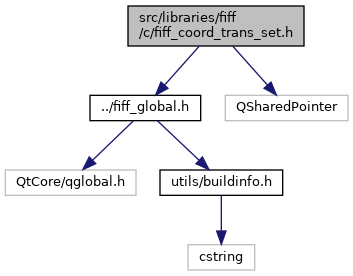 src/libraries/fiff
/c/fiff_coord_trans_set.h
../fiff_global.h
QSharedPointer
QtCore/qglobal.h
utils/buildinfo.h
cstring